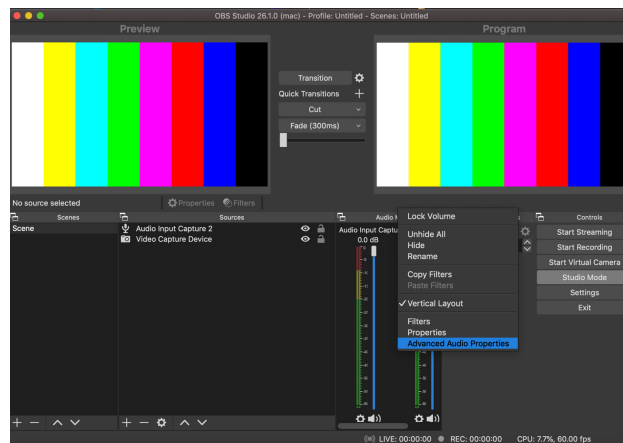 OBS Studio 26.1.0 (mac) - Profile: Untitled - Scenes: Untitled
Preview
Program
Transition
Quick Transitions
Cut
Fade (300ms)
No source selected
Properties
Filters
Scenes
Scene
Sources
Audio Input Capture 2
Video Capture Device
Audio Input Captu
0.0 dB
Lock Volume
Unhide All
Hide
Rename
Copy Filters
Paste Filters
Vertical Layout
Filters
Properties
Advanced Audio Properties
Controls
Start Streaming
Start Recording
Start Virtual Camera
Studio Mode
Settings
Exit
LIVE: 00:00:00
REC: 00:00:00
CPU: 7.7%, 60.00 fps